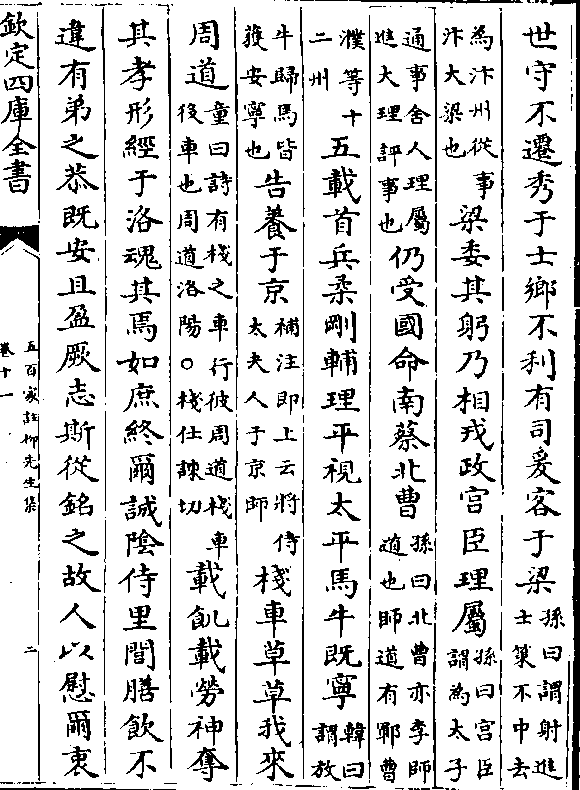 世守不遷秀于士鄉不利有司爰客于梁孫曰謂射進士策不中去
為汴州從事汴大梁也梁委其躬乃相戎政宫臣理屬孫曰宫臣謂為太子
通事舍人理屬進大理評事也仍受國命南蔡北曹孫曰北曹亦李師道也師道有鄆曹
濮等十二州五載首兵柔剛輔理平視太平馬牛既寧韓曰謂放
牛歸馬皆獲安寧也告養于京補注即上云將侍太夫人于京師棧車草草我來
周道童曰詩有棧之車行彼周道棧車後車也周道洛陽○棧仕諫切載飢載勞神奪
其孝形經于洛魂其焉如庶終爾誠陰侍里閭膳飲不
違有弟之恭既安且盈厥志斯從銘之故人以慰爾衷
欽定四庫全書
五百家註柳先生集
卷十一
二